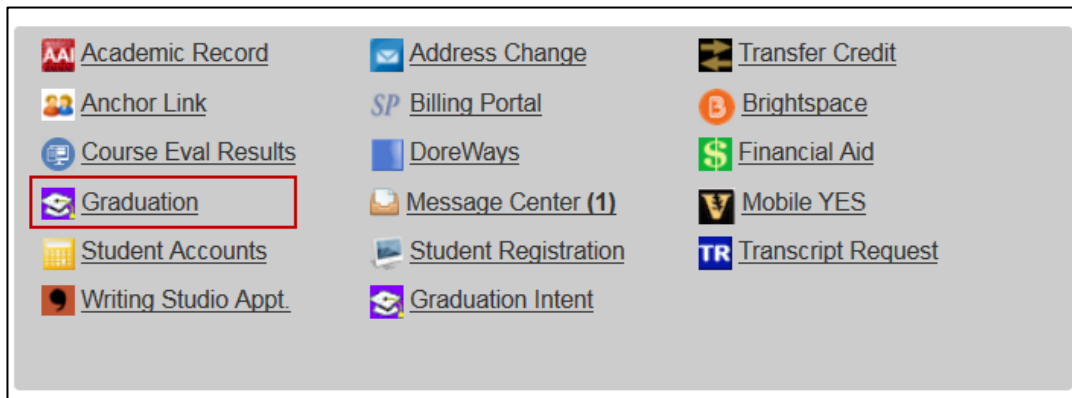 AAI Academic Record
Address Change
Transfer Credit
Anchor Link
SP Billing Portal
B Brightspace
Course Eval Results
DoreWays
$ Financial Aid
Graduation
Message Center (1)
V Mobile YES
Student Accounts
Student Registration
TR Transcript Request
Writing Studio Appt.
Graduation Intent